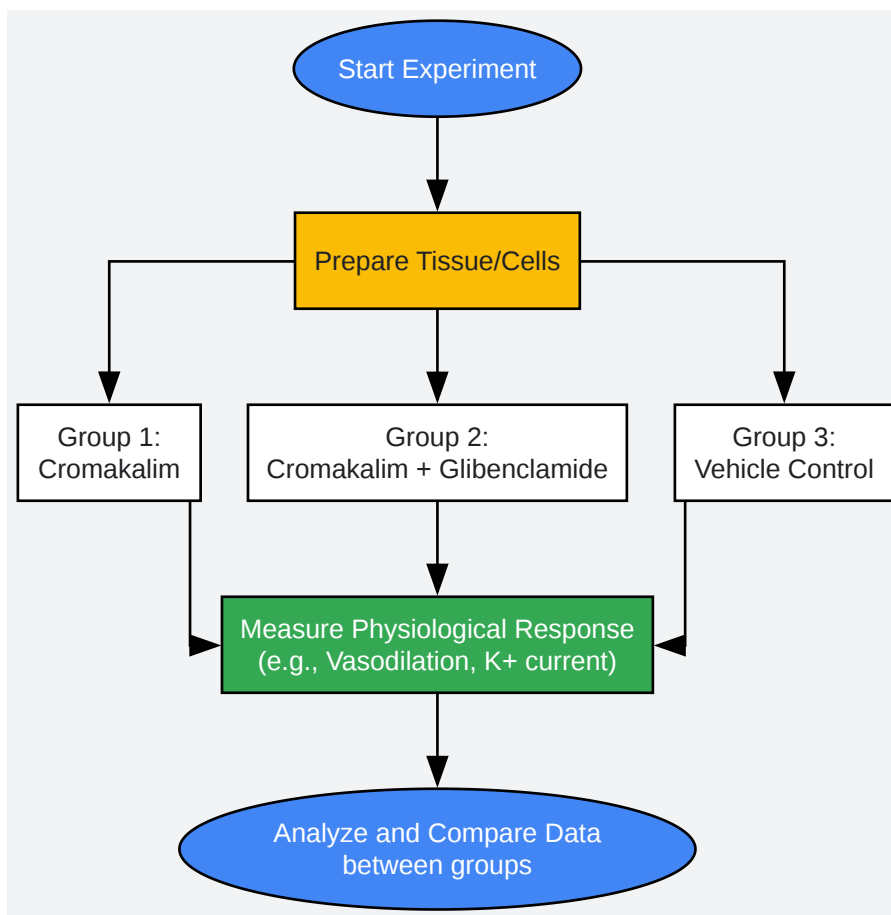 Start Experiment
Prepare Tissue/Cells
Group 1:
Cromakalim
Group 2:
Cromakalim + Glibenclamide
Group 3:
Vehicle Control
Measure Physiological Response
(e.g., Vasodilation, K+ current)
Analyze and Compare Data
between groups